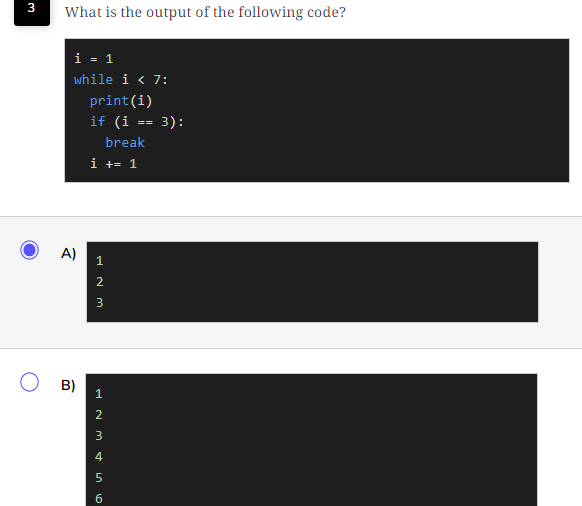 3 What is the output of the following code?
i = 1
while i < 7:
  print(i)
  if (i == 3):
    break
  i += 1
A)
1
2
3
B)
1
2
3
4
5
6